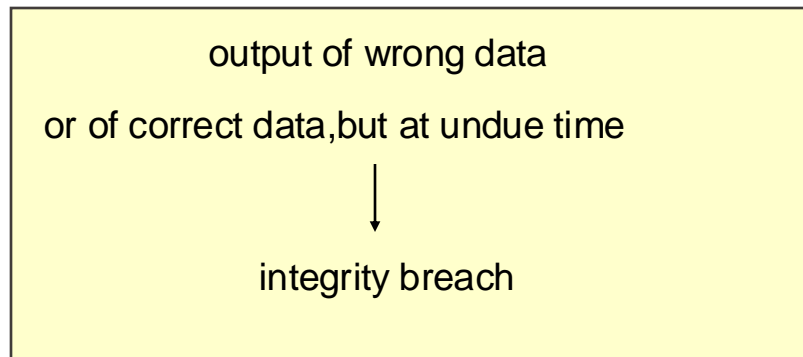 output of wrong data
or of correct data,but at undue time
integrity breach